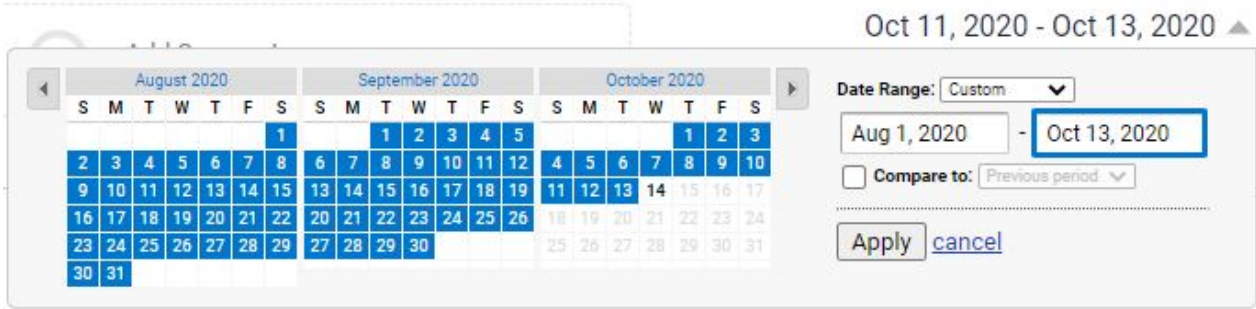 Oct 11, 2020 - Oct 13, 2020
August 2020 September 2020 October 2020
S M T W T F S S M T W T F S S M T W T F S
1 1 2 3 4 5 1 2 3
2 3 4 5 6 7 8 6 7 8 9 10 11 12 4 5 6 7 8 9 10
9 10 11 12 13 14 15 13 14 15 16 17 18 19 11 12 13 14 15 16 17
16 17 18 19 20 21 22 20 21 22 23 24 25 26 18 19 20 21 22 23 24
23 24 25 26 27 28 29 27 28 29 30 25 26 27 28 29 30 31
30 31
Date Range: Custom
Aug 1, 2020 - Oct 13, 2020
Compare to: Previous period
Apply cancel